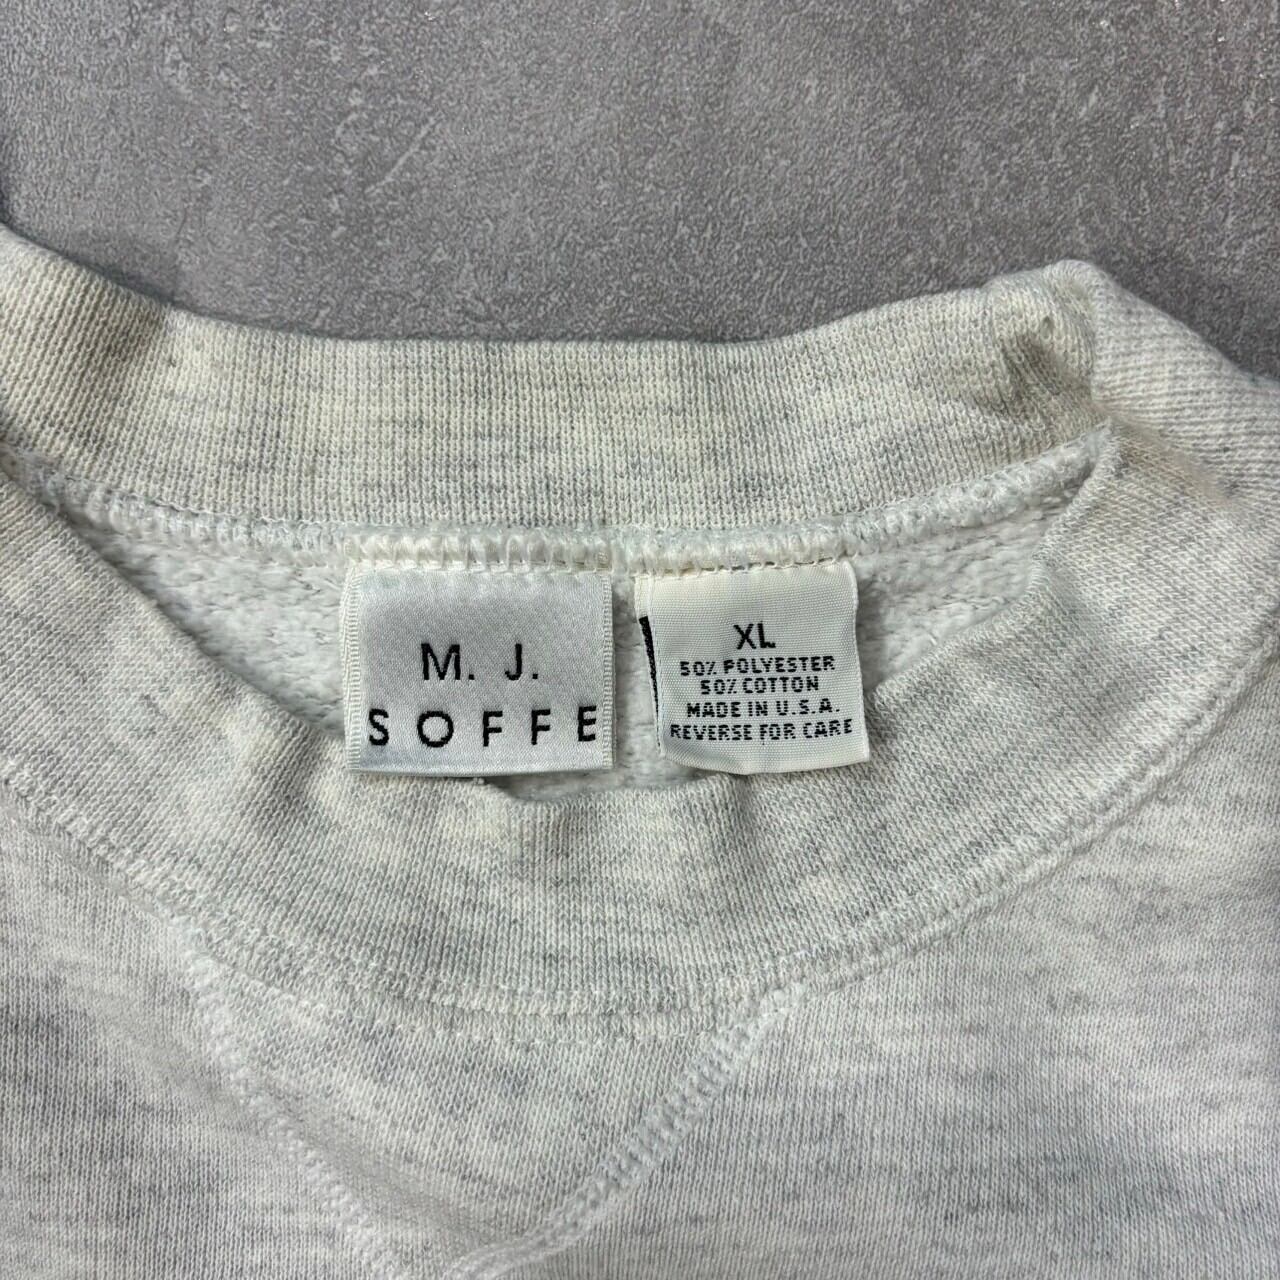 M. J.
SOFFE
XL
50% POLYESTER
50% COTTON
MADE IN U.S.A.
REVERSE FOR CARE